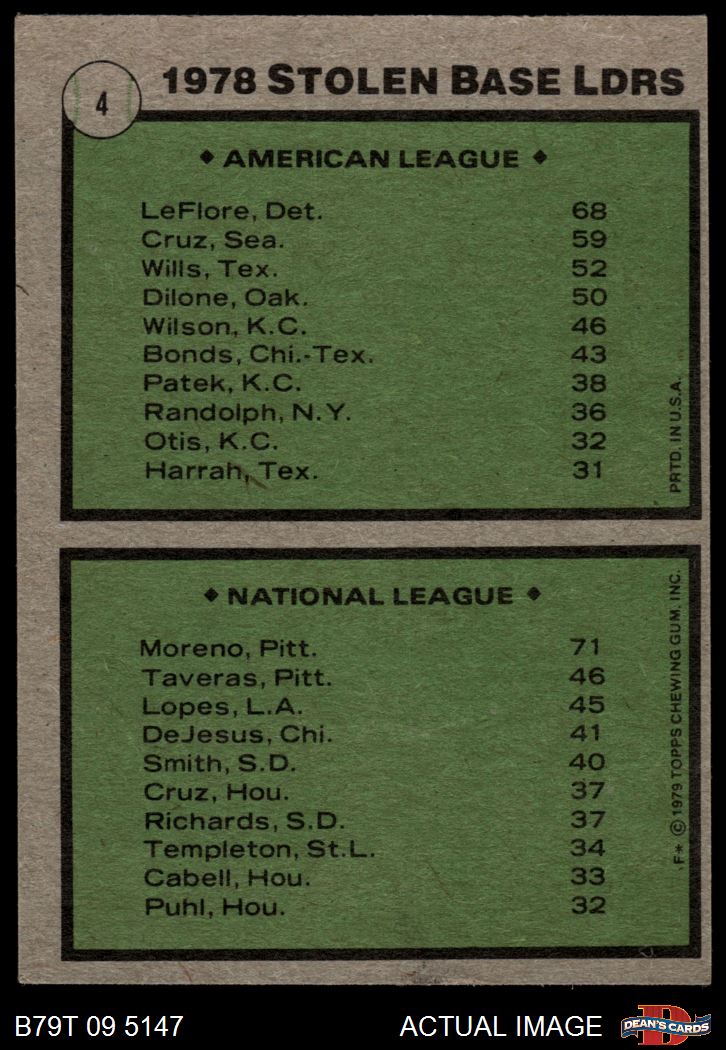 4
1978 STOLEN BASE LDRS
◆ AMERICAN LEAGUE ◆
LeFlore, Det. 68
Cruz, Sea. 59
Wills, Tex. 52
Dilone, Oak. 50
Wilson, K.C. 46
Bonds, Chi.-Tex. 43
Patek, K.C. 38
Randolph, N.Y. 36
Otis, K.C. 32
Harrah, Tex. 31
PRTD. IN U.S.A.
◆ NATIONAL LEAGUE ◆
Moreno, Pitt. 71
Taveras, Pitt. 46
Lopes, L.A. 45
DeJesus, Chi. 41
Smith, S.D. 40
Cruz, Hou. 37
Richards, S.D. 37
Templeton, St.L. 34
Cabell, Hou. 33
Puhl, Hou. 32
F* © 1979 TOPPS CHEWING GUM, INC.
B79T 09 5147
ACTUAL IMAGE
D
DEAN'S CARDS